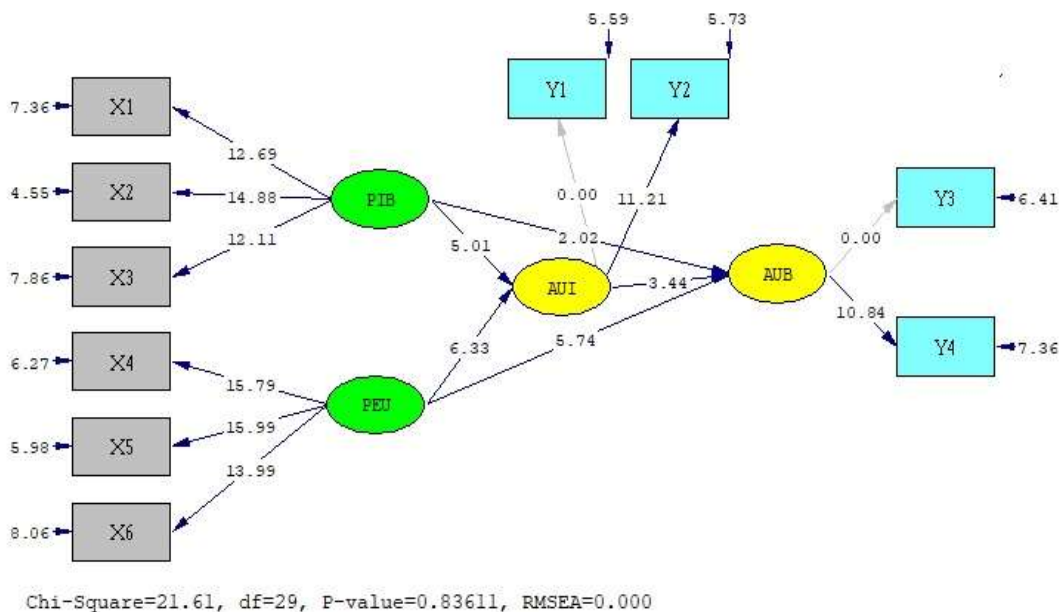 5.59
5.73
7.36
X1
Y1
Y2
12.69
4.55
X2
14.88
PIB
0.00
11.21
Y3
6.41
12.11
2.02
0.00
5.01
7.86
X3
AUI
3.44
AUB
10.84
6.33
5.74
6.27
X4
15.79
Y4
7.36
PEU
15.99
5.98
X5
13.99
8.06
X6
Chi-Square=21.61, df=29, P-value=0.83611, RMSEA=0.000